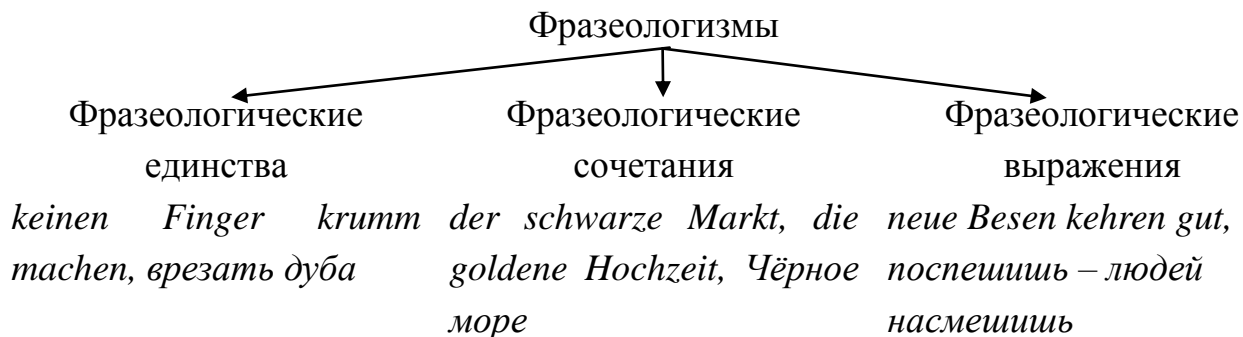 Фразеологизмы
Фразеологические единства
keinen Finger krumm machen, врезать дуба
Фразеологические сочетания
der schwarze Markt, die goldene Hochzeit, Чёрное море
Фразеологические выражения
neue Besen kehren gut, поспешишь – людей насмешишь